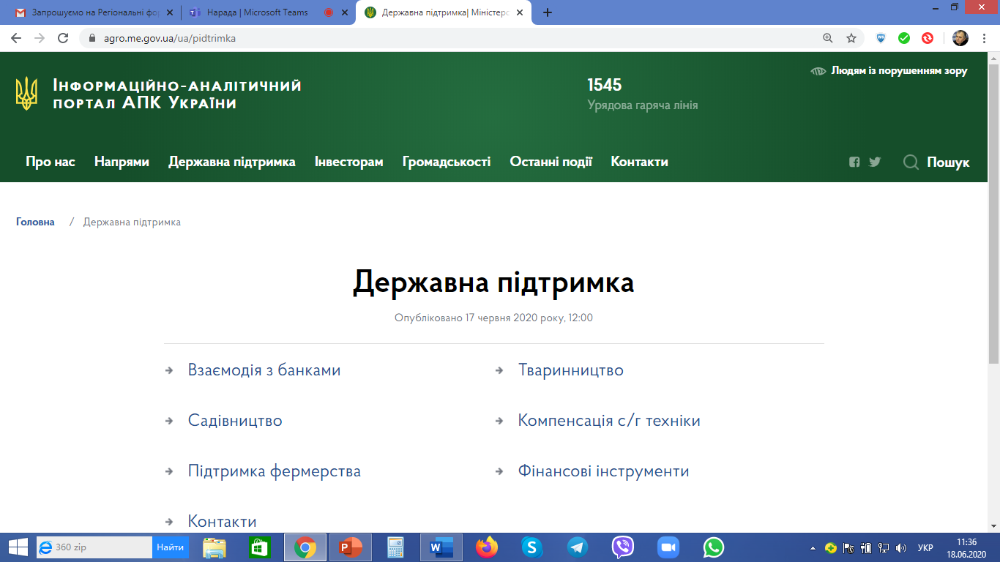 Запрошуємо на Регіональні фо
Нарада | Microsoft Teams
Державна підтримка| Міністерс
agro.me.gov.ua/ua/pidtrimka
Людям із порушенням зору
Інформаційно-аналітичний
портал АПК України
1545
Урядова гаряча лінія
Про нас Напрями Державна підтримка Інвесторам Громадськості Останні події Контакти Пошук
Головна / Державна підтримка
Державна підтримка
Опубліковано 17 червня 2020 року, 12:00
Взаємодія з банками
Тваринництво
Садівництво
Компенсація с/г техніки
Підтримка фермерства
Фінансові інструменти
Контакти
360 zip
Найти
УКР
11:36
18.06.2020